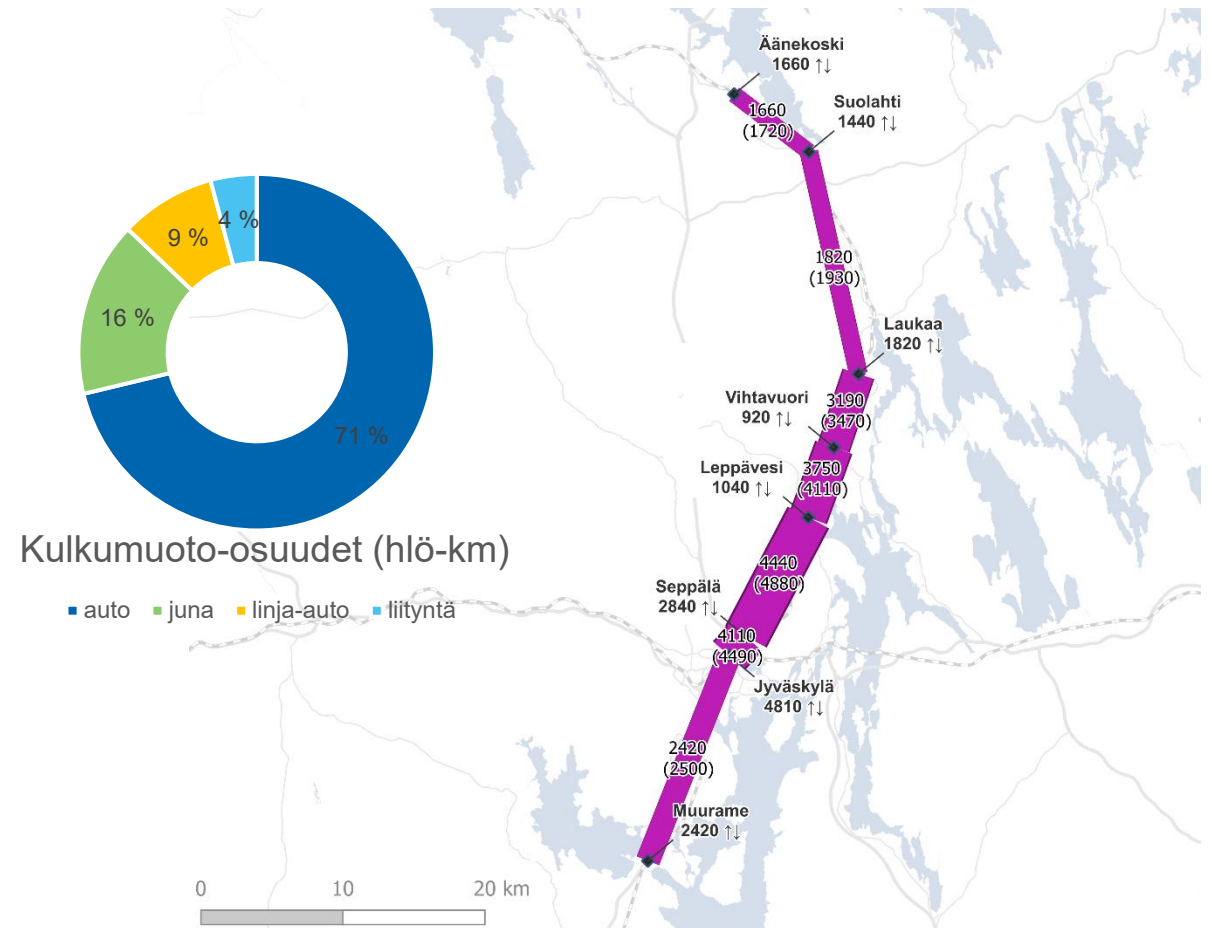 Äänekoski
1660 ↑↓
1660
(1720)
Suolahti
1440 ↑↓
4 %
9 %
16 %
71 %
1820
(1930)
Laukaa
1820 ↑↓
Vihtavuori
920 ↑↓
3190
(3470)
Leppävesi
1040 ↑↓
3750
(4110)
Kulkumuoto-osuudet (hlö-km)
auto juna linja-auto liityntä
4440
(4880)
Seppälä
2840 ↑↓
4110
(4490)
Jyväskylä
4810 ↑↓
2420
(2500)
Muurame
2420 ↑↓
0 10 20 km